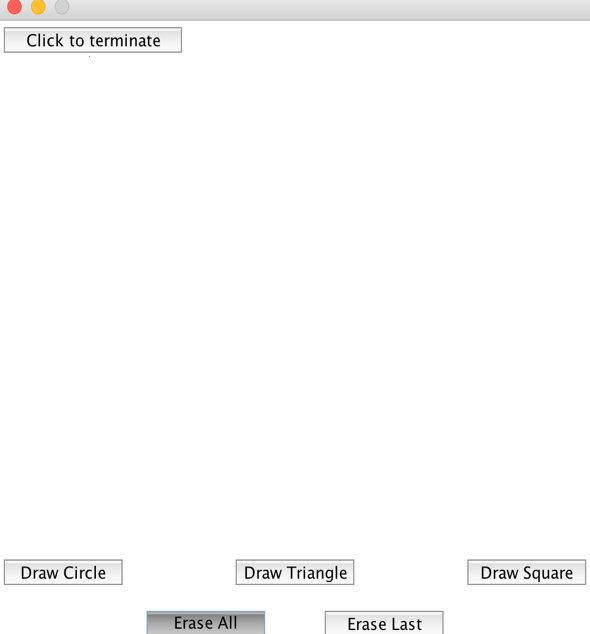 Click to terminate
Draw Circle Draw Triangle Draw Square
Erase All Erase Last